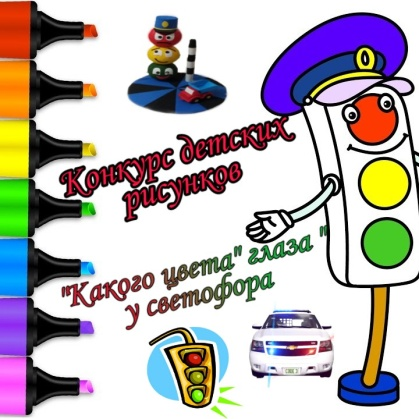 Конкурс детских
рисунков
"Какого цвета" глаза "
у светофора